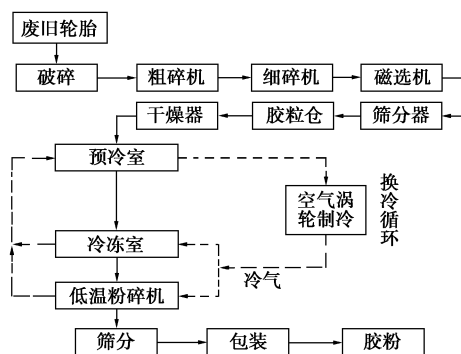 废旧轮胎
破碎
粗碎机
细碎机
磁选机
干燥器
胶粒仓
筛分器
预冷室
空气涡
轮制冷
换冷循环
冷冻室
冷气
低温粉碎机
筛分
包装
胶粉